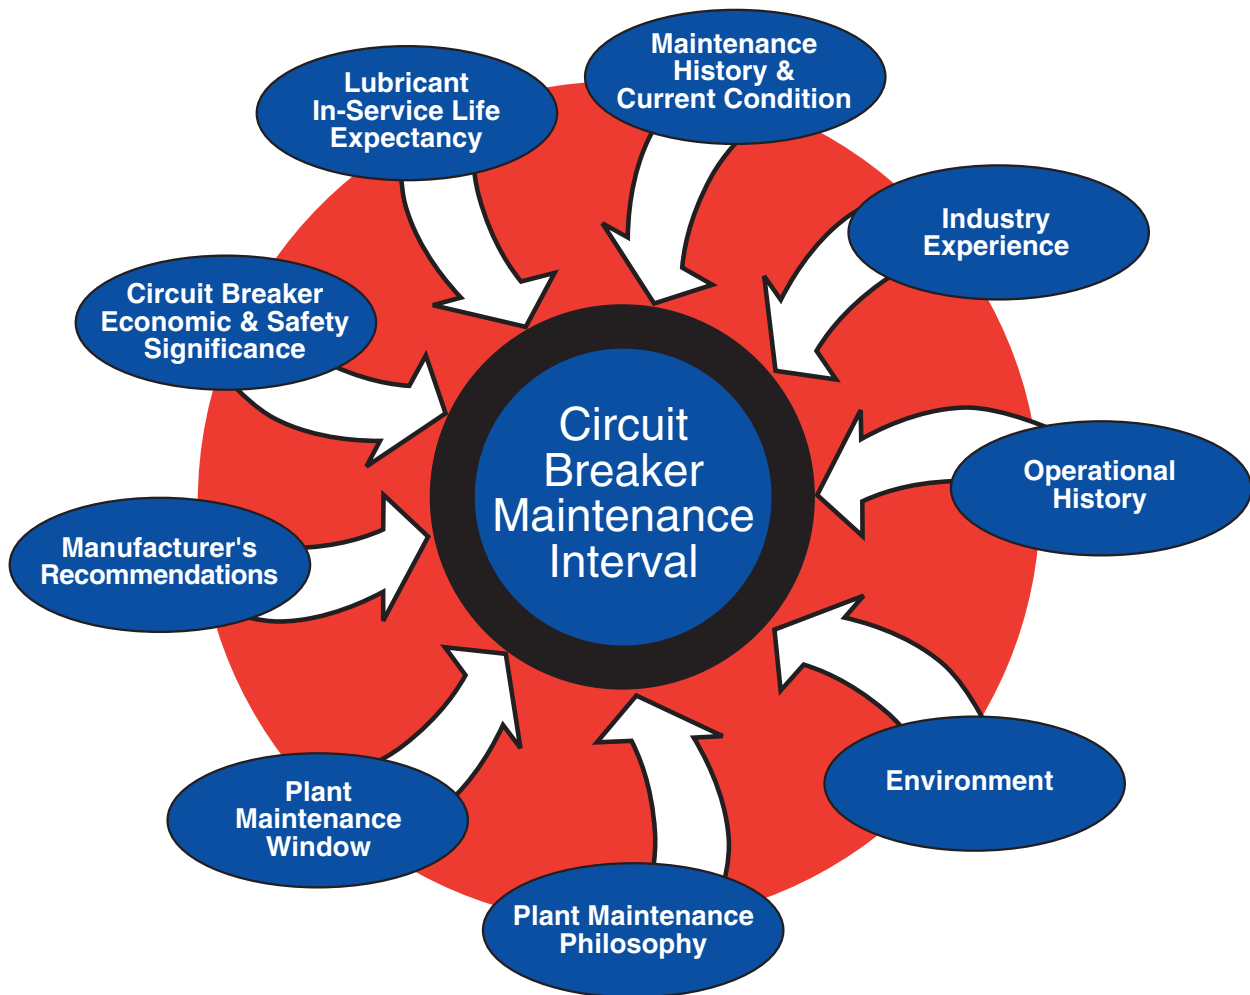 Maintenance
History &
Current Condition
Lubricant
In-Service Life
Expectancy
Industry
Experience
Circuit Breaker
Economic & Safety
Significance
Circuit
Breaker
Maintenance
Interval
Operational
History
Manufacturer's
Recommendations
Environment
Plant
Maintenance
Window
Plant Maintenance
Philosophy